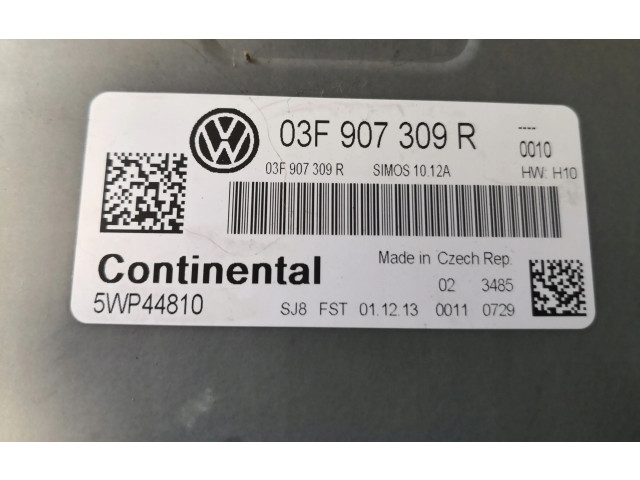 03F 907 309 R
----
0010
03F 907 309 R SIMOS 10.12A HW: H10
Continental
Made in Czech Rep.
02 3485
5WP44810
SJ8 FST 01.12.13 0011 0729